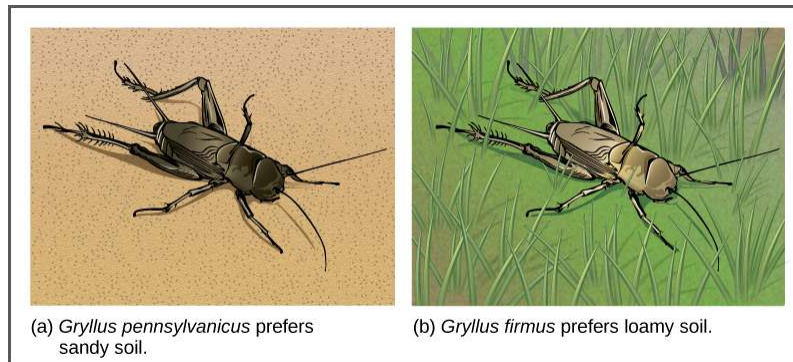 (a) Gryllus pennsylvanicus prefers
sandy soil.
(b) Gryllus firmus prefers loamy soil.